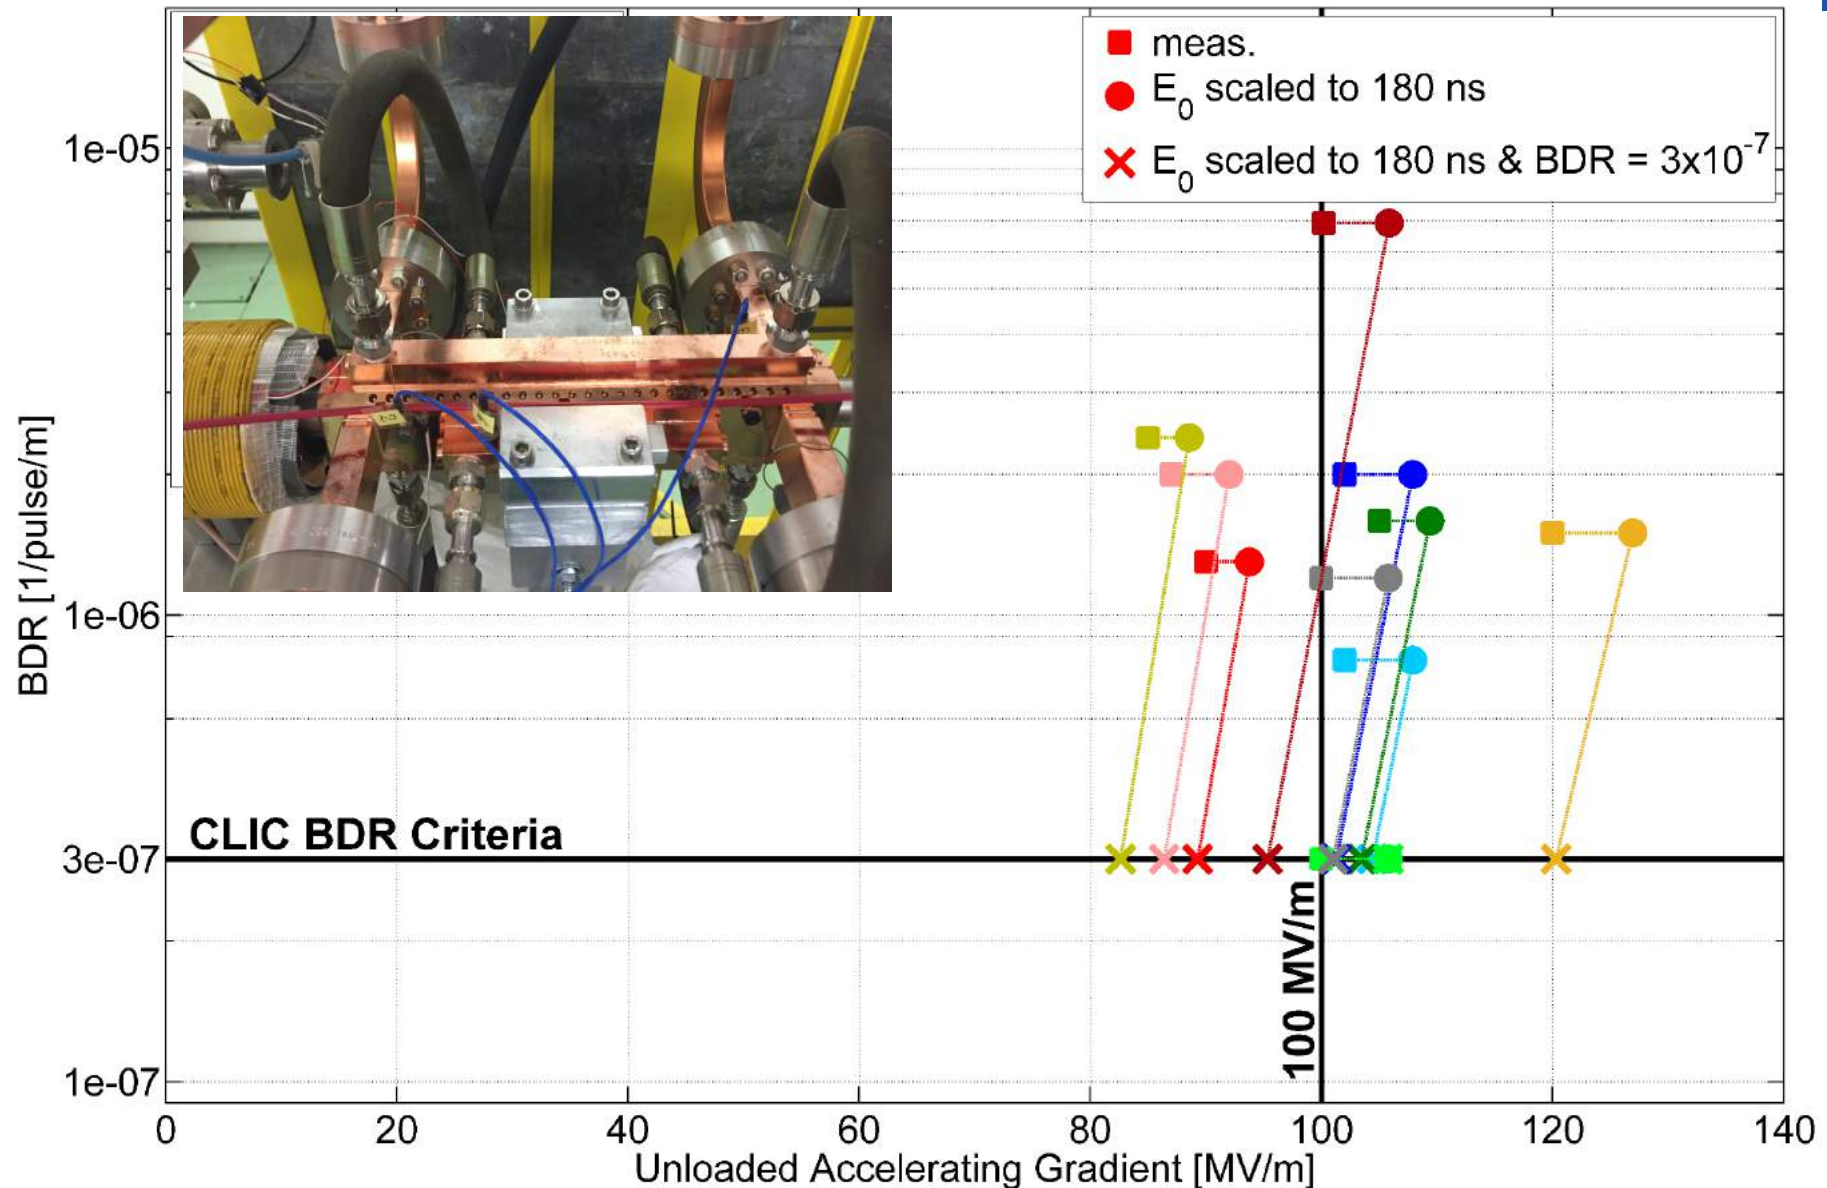 meas.
E0 scaled to 180 ns
E0 scaled to 180 ns & BDR = 3x10-7
1e-05
1e-06
3e-07
1e-07
BDR [1/pulse/m]
CLIC BDR Criteria
100 MV/m
0 20 40 60 80 100 120 140
Unloaded Accelerating Gradient [MV/m]